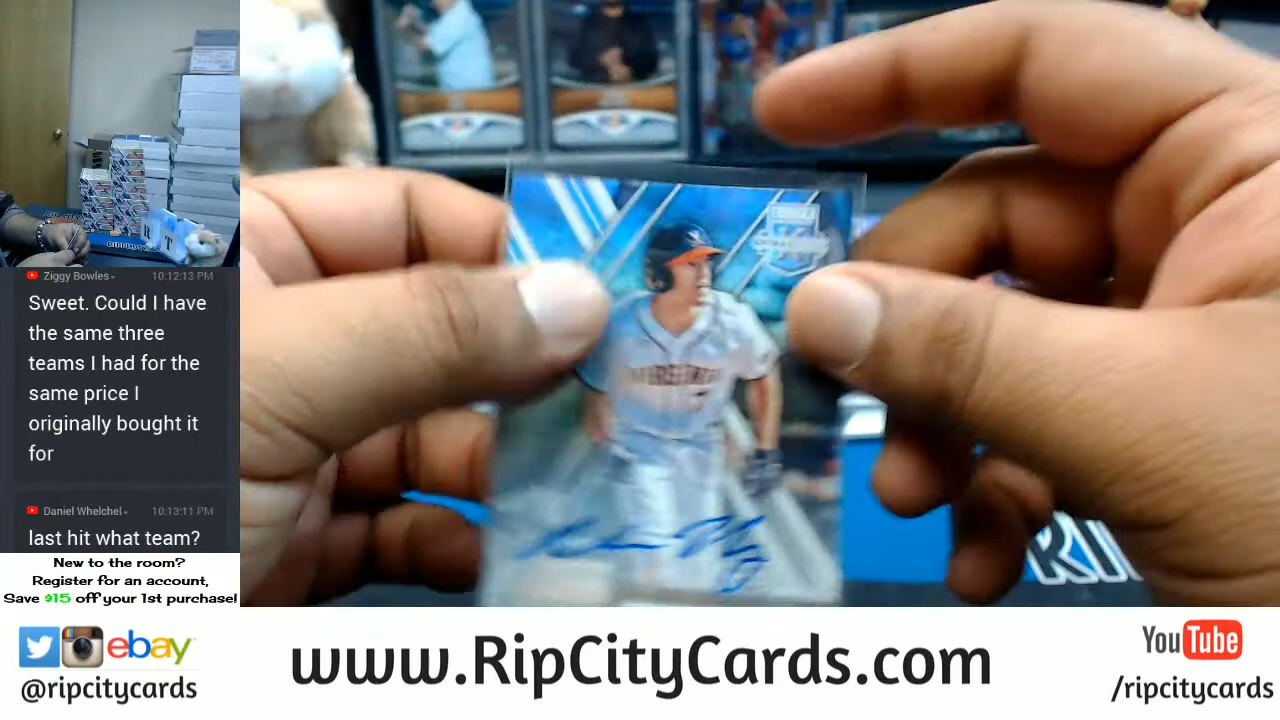 Ziggy Bowles
10:12:13 PM
Sweet. Could I have
the same three
teams I had for the
same price I
originally bought it
for
Daniel Whelchel
10:13:11 PM
last hit what team?
New to the room?
Register for an account,
Save $15 off your 1st purchase!
VIRGINIA
RI
ebay
@ripcitycards
www.RipCityCards.com
YouTube
/ripcitycards